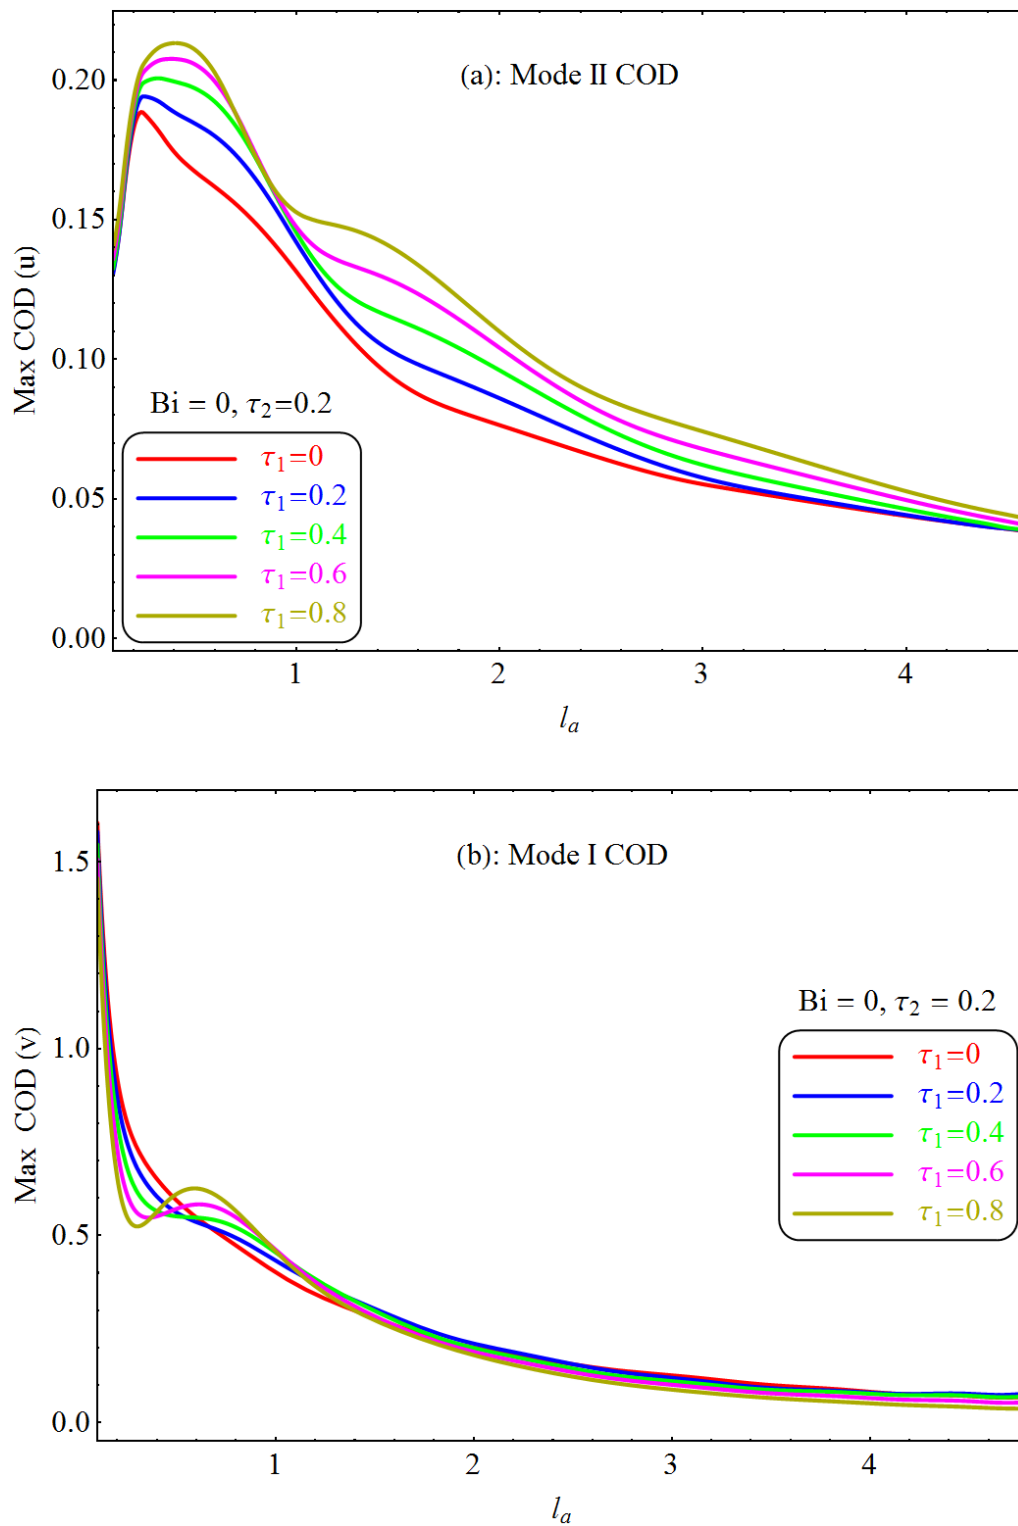 (a): Mode II COD
0.20
0.15
0.10
0.05
0.00
Max COD (u)
Bi = 0, τ₂=0.2
τ₁=0
τ₁=0.2
τ₁=0.4
τ₁=0.6
τ₁=0.8
1 2 3 4
lₐ
(b): Mode I COD
1.5
1.0
0.5
0.0
Max COD (v)
Bi = 0, τ₂ = 0.2
τ₁=0
τ₁=0.2
τ₁=0.4
τ₁=0.6
τ₁=0.8
1 2 3 4
lₐ